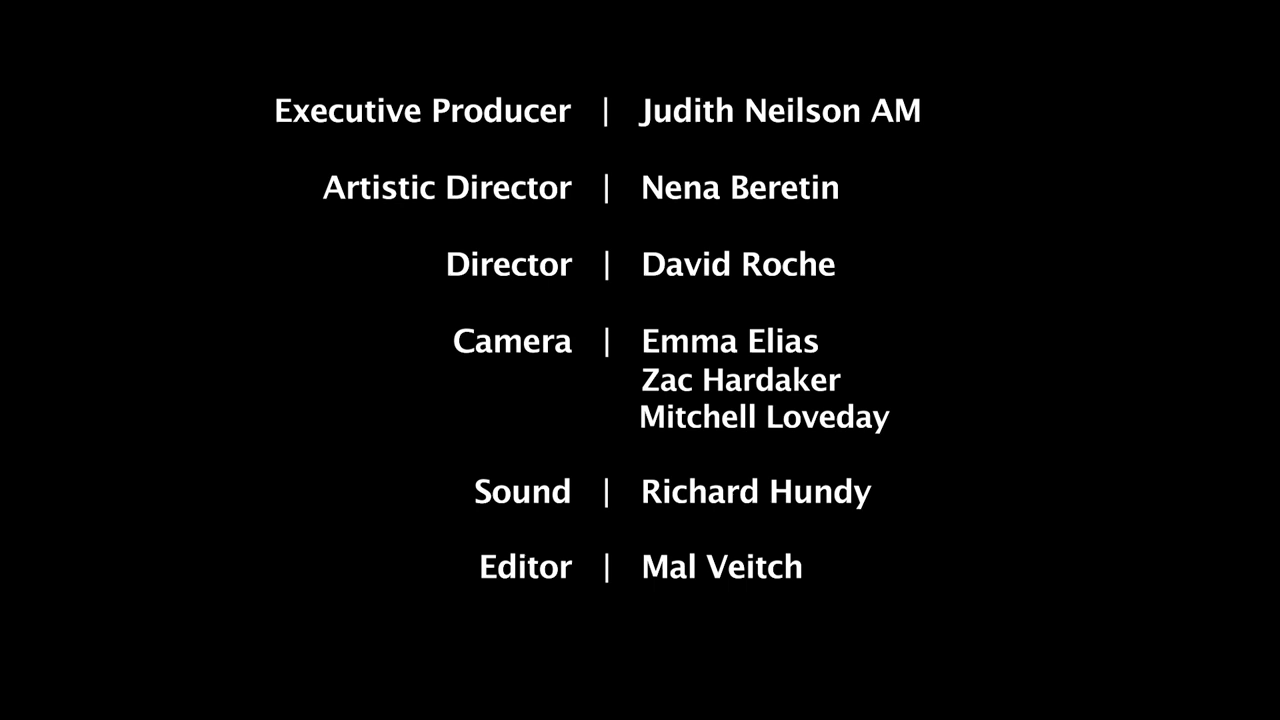 Executive Producer | Judith Neilson AM
Artistic Director | Nena Beretin
Director | David Roche
Camera | Emma Elias
Zac Hardaker
Mitchell Loveday
Sound | Richard Hundy
Editor | Mal Veitch